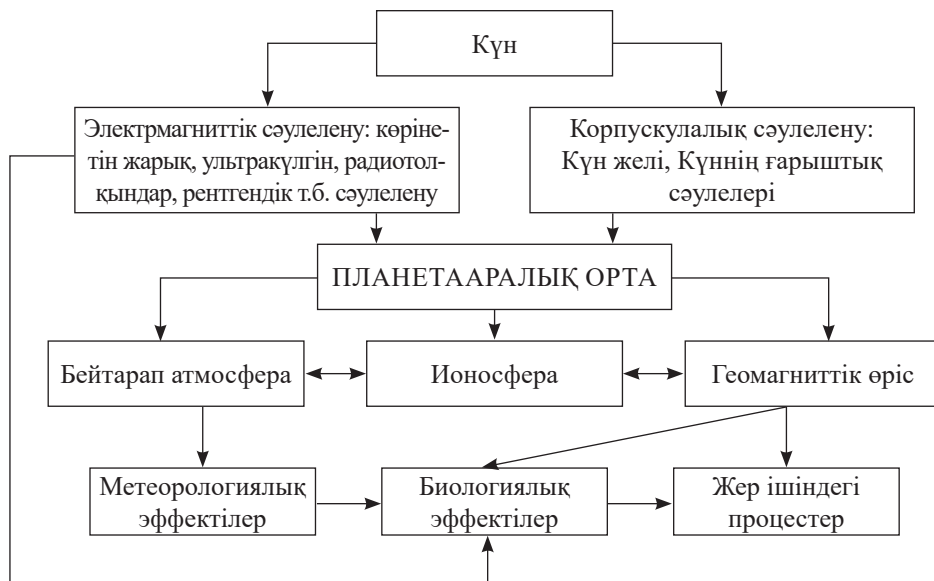 Күн
Электрмагниттік сәулелену: көріне-
тін жарық, ультракүлгін, радиотол-
қындар, рентгендік т.б. сәулелену
Корпускулалық сәулелену:
Күн желі, Күннің ғарыштық
сәулелері
ПЛАНЕТААРАЛЫҚ ОРТА
Бейтарап атмосфера
Ионосфера
Геомагниттік өріс
Метеорологиялық
эффектілер
Биологиялық
эффектілер
Жер ішіндегі
процестер